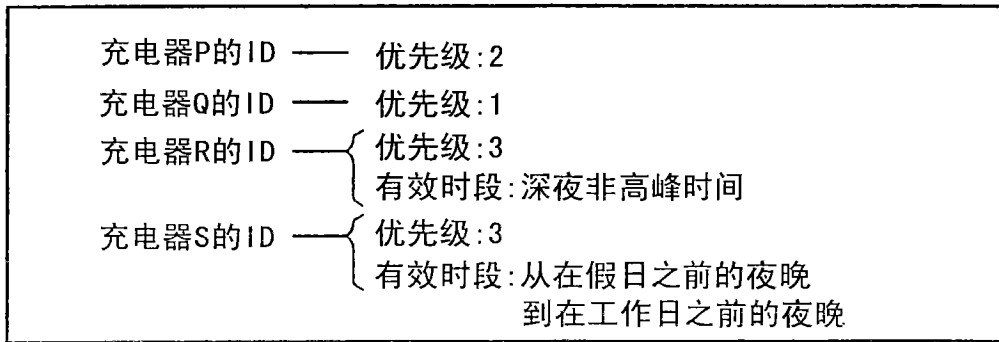 充电器P的ID —— 优先级:2
充电器Q的ID —— 优先级:1
充电器R的ID —— 优先级:3
有效时段:深夜非高峰时间
充电器S的ID —— 优先级:3
有效时段:从在假日之前的夜晚
到在工作日之前的夜晚